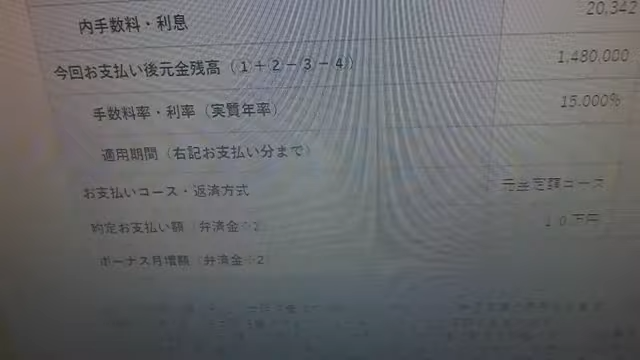 内手数料・利息 20,342
今回お支払い後元金残高（1＋2－3－4） 1,480,000
手数料率・利率（実質年率） 15.000%
適用期間（右記お支払い分まで）
お支払いコース・返済方式 元金定額コース
約定お支払い額（弁済金※2 10万円
ボーナス月増額（弁済金※2